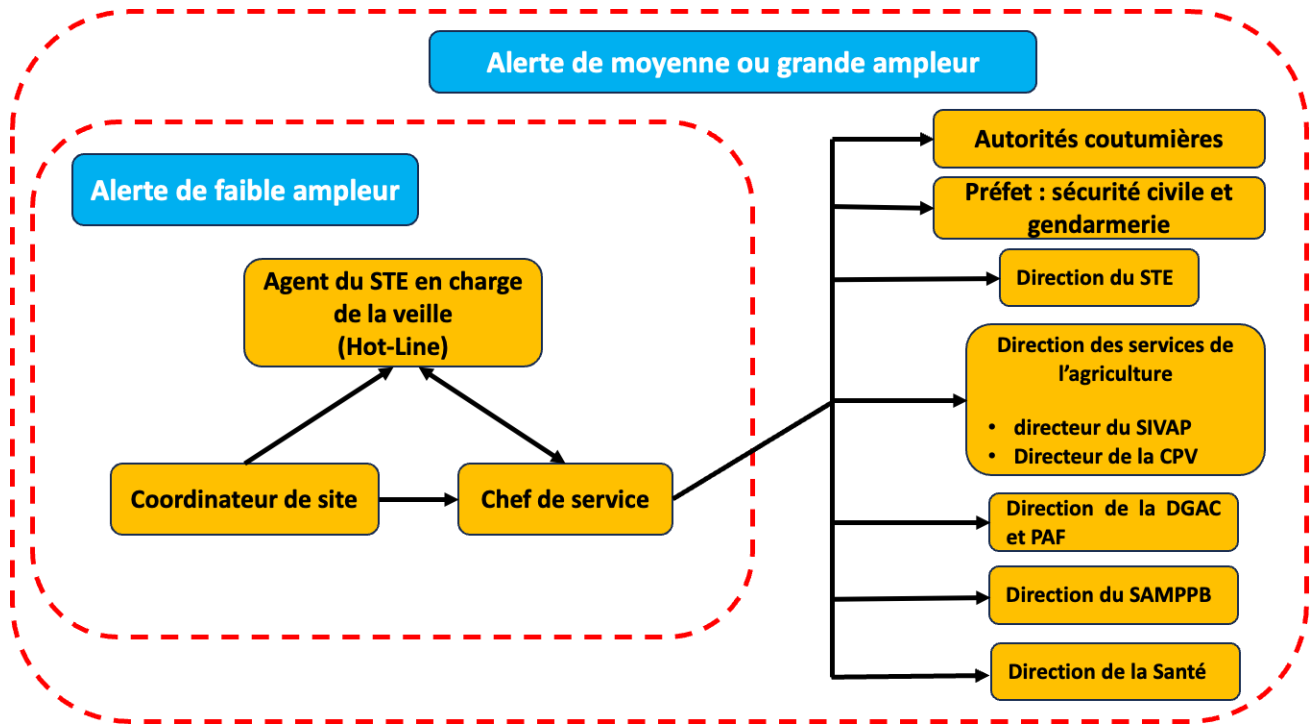 Alerte de moyenne ou grande ampleur
Alerte de faible ampleur
Agent du STE en charge
de la veille
(Hot-Line)
Coordinateur de site
Chef de service
Autorités coutumières
Préfet : sécurité civile et
gendarmerie
Direction du STE
Direction des services de
l’agriculture
• directeur du SIVAP
• Directeur de la CPV
Direction de la DGAC
et PAF
Direction du SAMPPB
Direction de la Santé